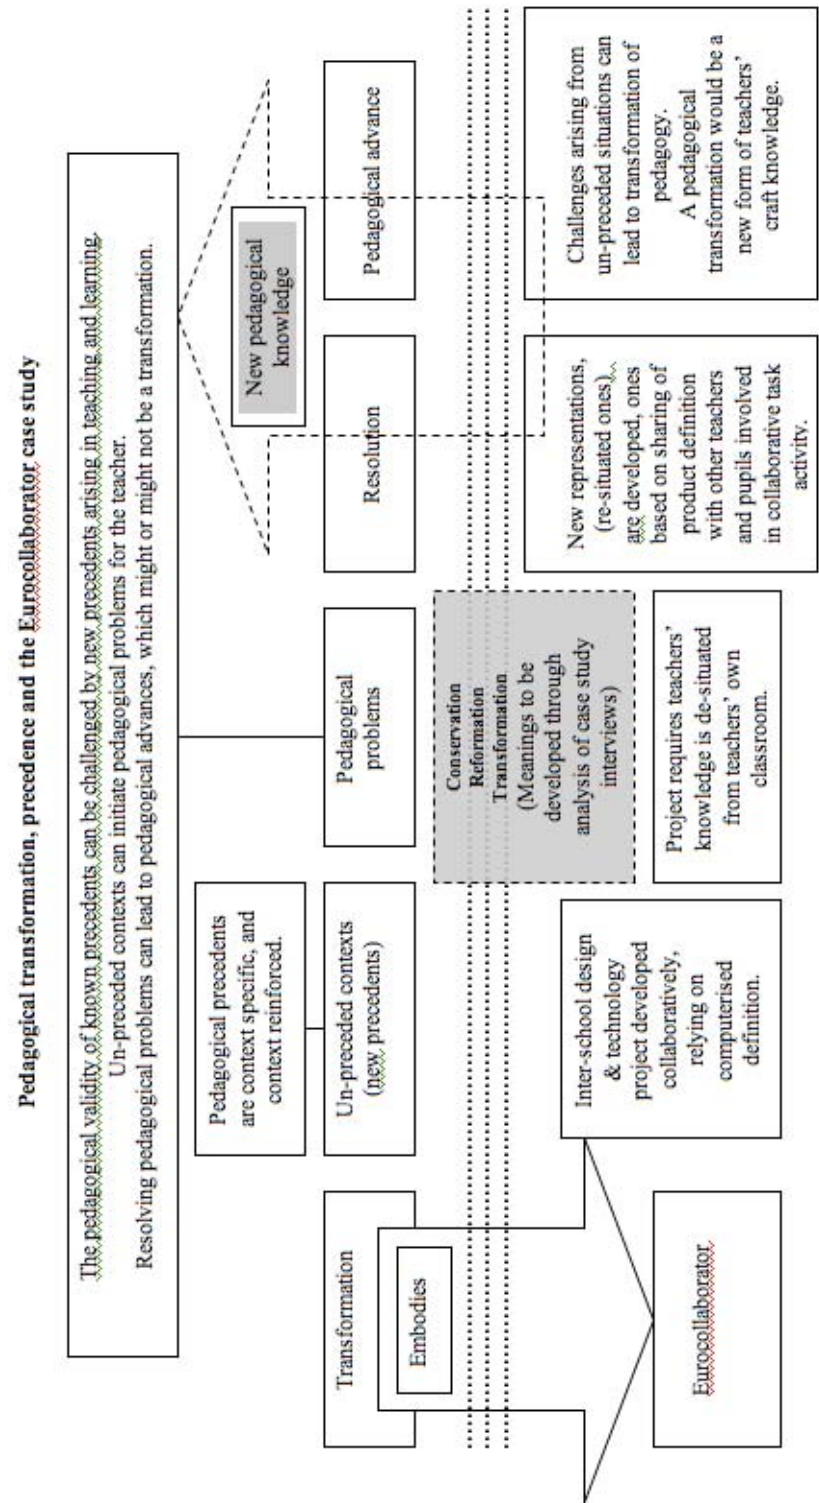 Pedagogical transformation, precedence and the Eurocollaborator case study
The pedagogical validity of known precedents can be challenged by new precedents arising in teaching and learning.
Un-preceded contexts can initiate pedagogical problems for the teacher.
Resolving pedagogical problems can lead to pedagogical advances, which might or might not be a transformation.
Pedagogical precedents
are context specific, and
context reinforced.
New pedagogical
knowledge
Transformation
Un-preceded contexts
(new precedents)
Pedagogical
problems
Resolution
Pedagogical advance
Embodies
Conservation
Reformation
Transformation
(Meanings to be
developed through
analysis of case study
interviews)
Eurocollaborator
Inter-school design
& technology
project developed
collaboratively,
relying on
computerised
definition.
Project requires teachers'
knowledge is de-situated
from teachers' own
classroom.
New representations,
(re-situated ones),
are developed, ones
based on sharing of
product definition
with other teachers
and pupils involved
in collaborative task
activity.
Challenges arising from
un-preceded situations can
lead to transformation of
pedagogy.
A pedagogical
transformation would be a
new form of teachers'
craft knowledge.